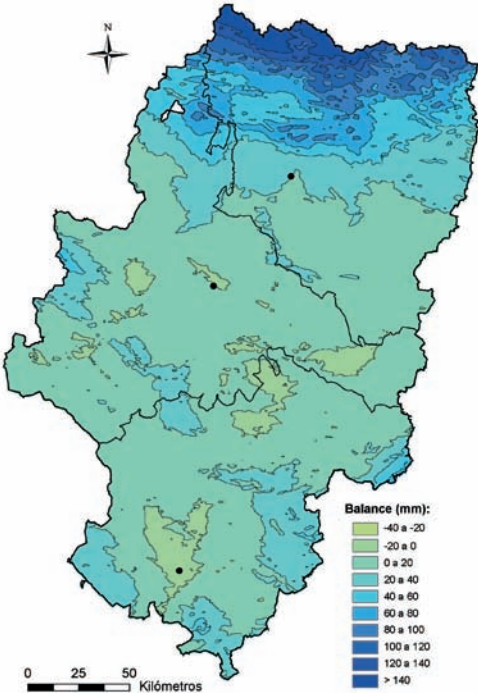 N
Balance (mm):
-40 a -20
-20 a 0
0 a 20
20 a 40
40 a 60
60 a 80
80 a 100
100 a 120
120 a 140
> 140
0 25 50
Kilómetros